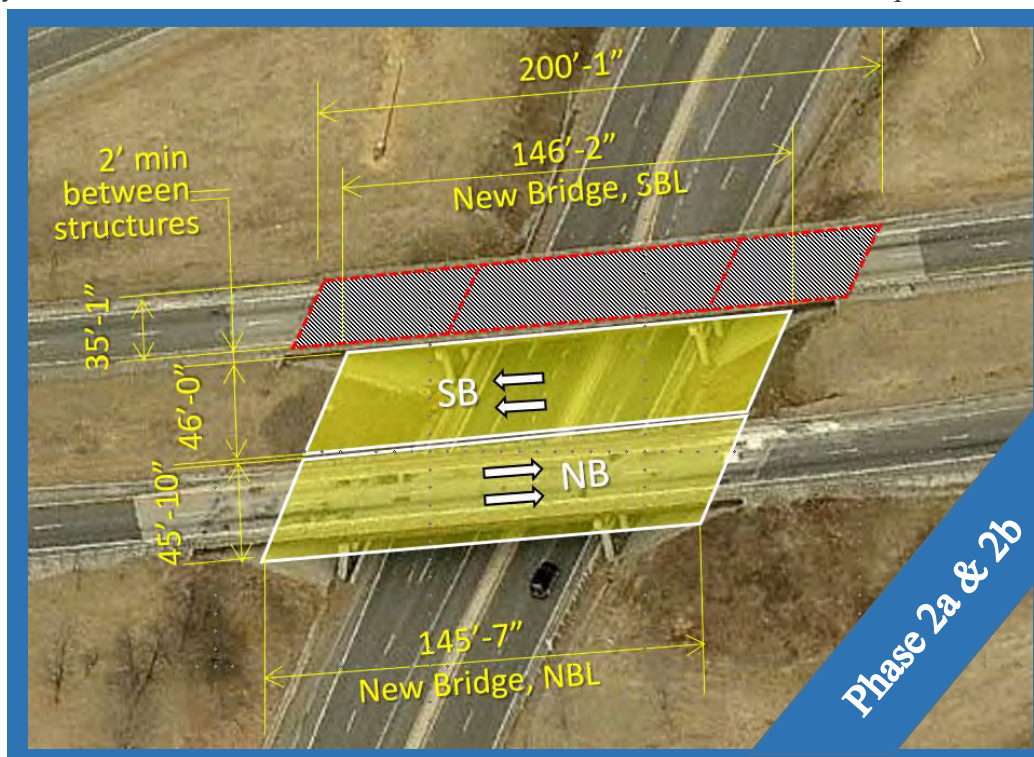 200’-1”
146’-2”
New Bridge, SBL
2’ min
between
structures
35’-1”
46’-0”
45’-10”
SB
NB
145’-7”
New Bridge, NBL
Phase 2a & 2b